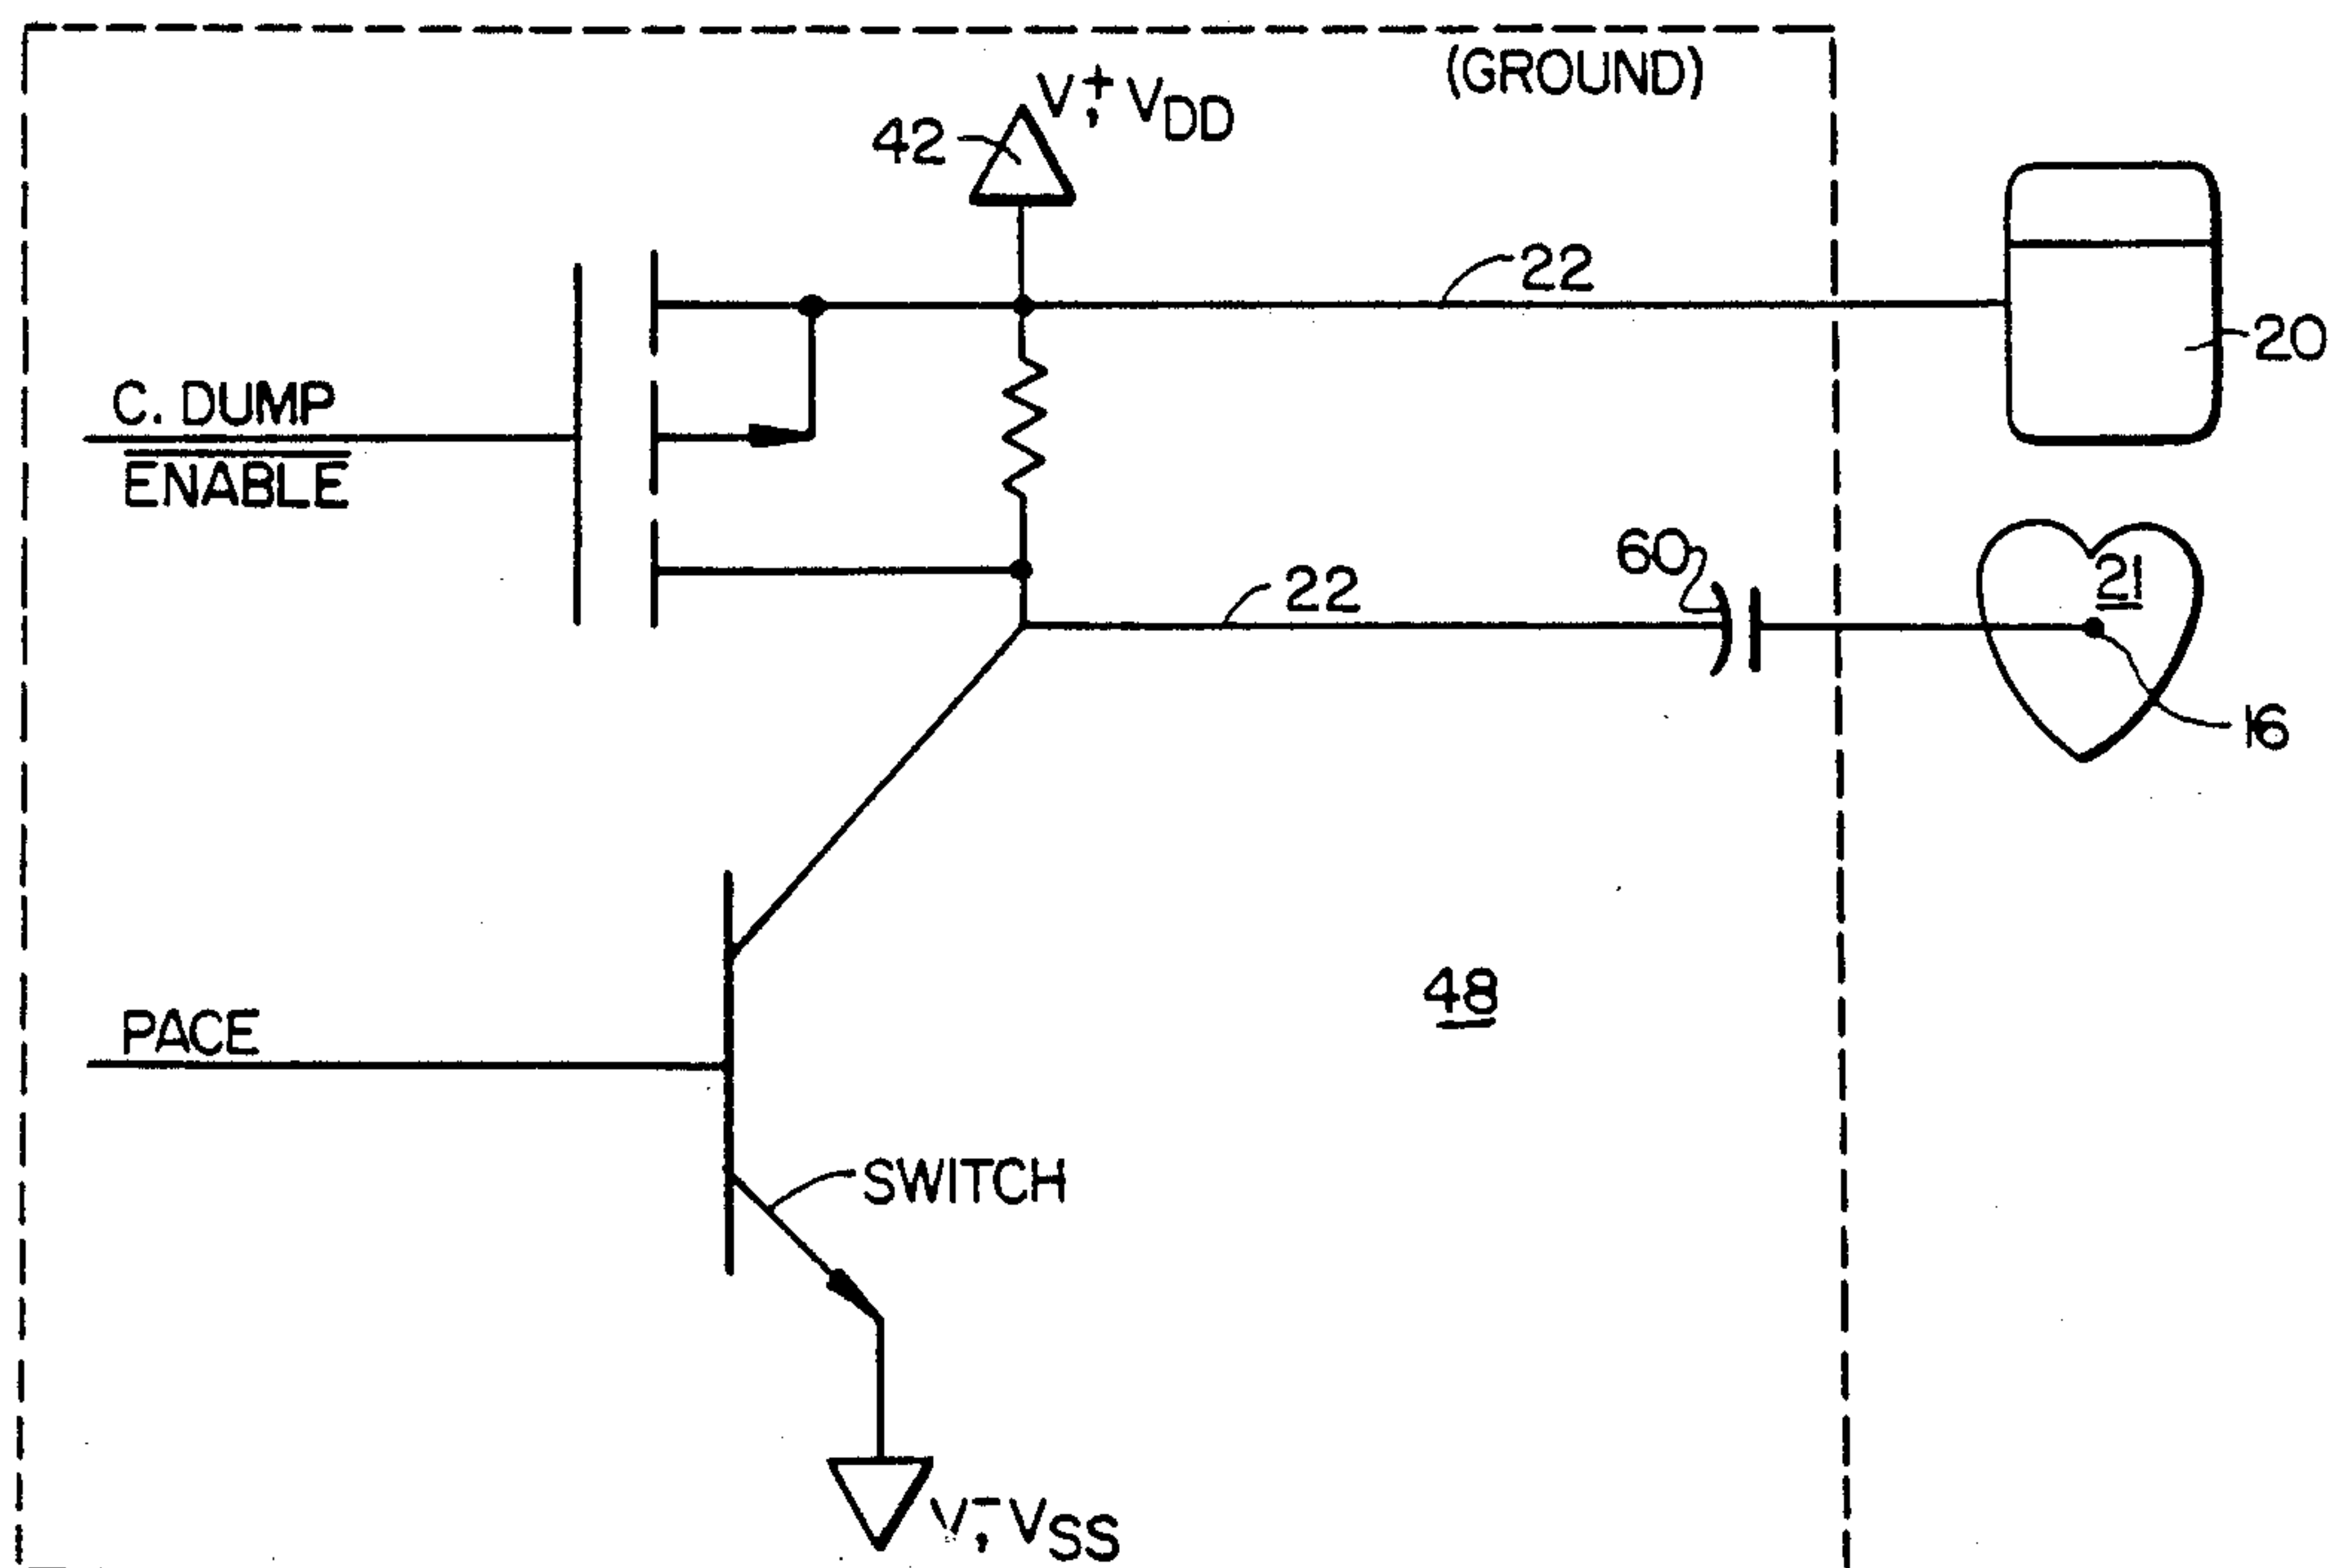 (GROUND)
V⁺, VDD
42
22
20
C. DUMP
ENABLE
60
22
21
16
48
PACE
SWITCH
V⁻, VSS